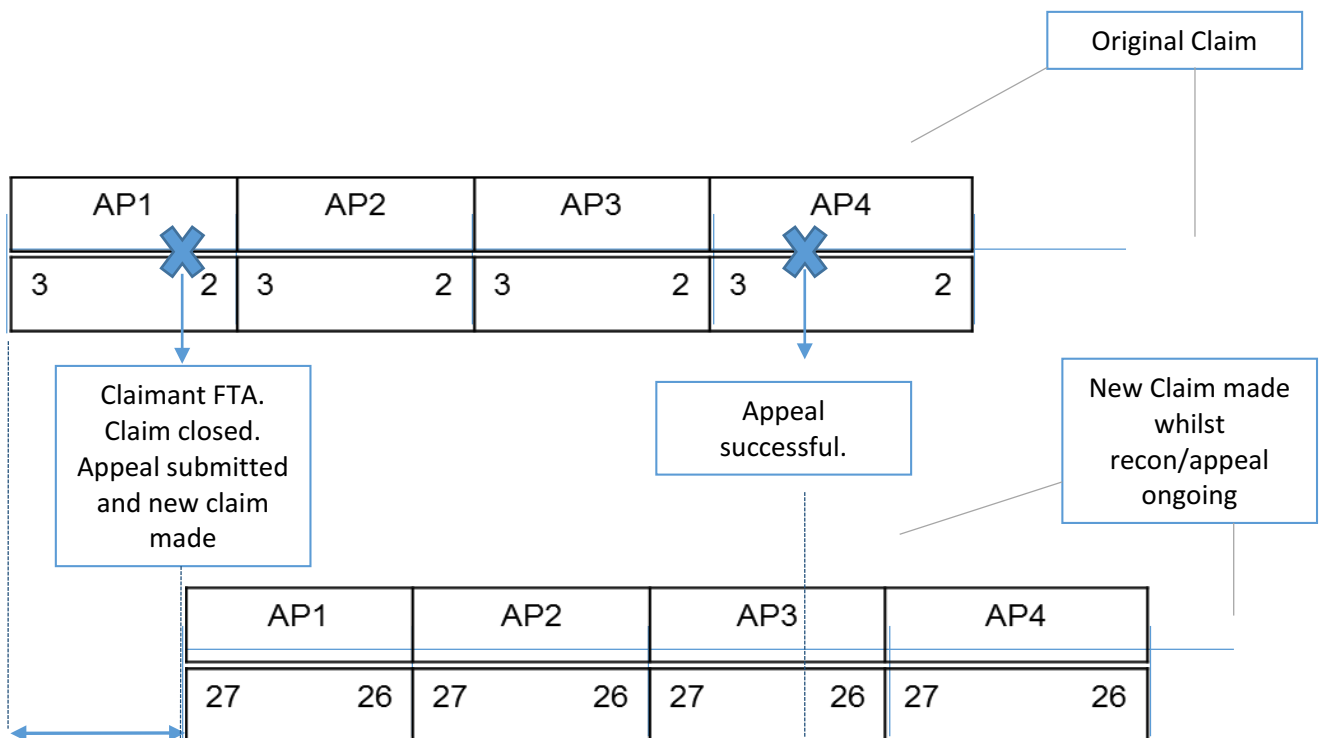 Original Claim
AP1 AP2 AP3 AP4
3 2 3 2 3 2 3 2
Claimant FTA.
Claim closed.
Appeal submitted
and new claim
made
Appeal
successful.
New Claim made
whilst
recon/appeal
ongoing
AP1 AP2 AP3 AP4
27 26 27 26 27 26 27 26